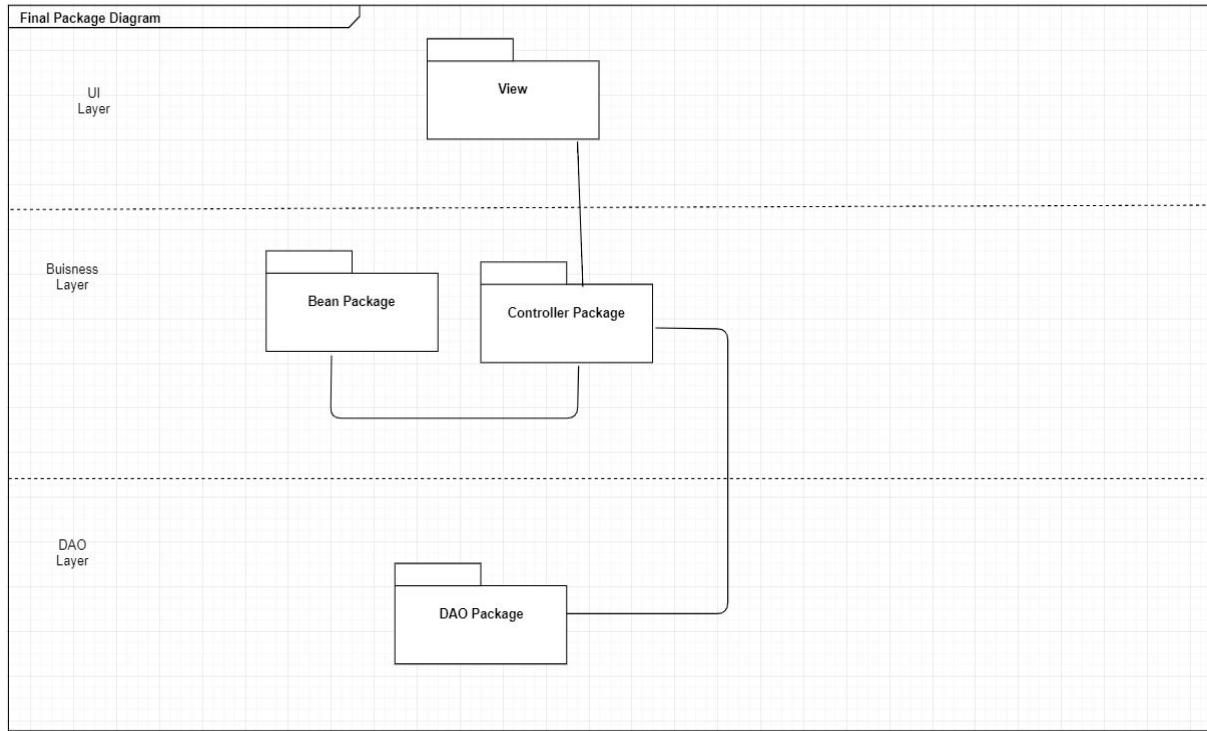 Final Package Diagram
View
UI
Layer
Buisness
Layer
Bean Package
Controller Package
DAO
Layer
DAO Package